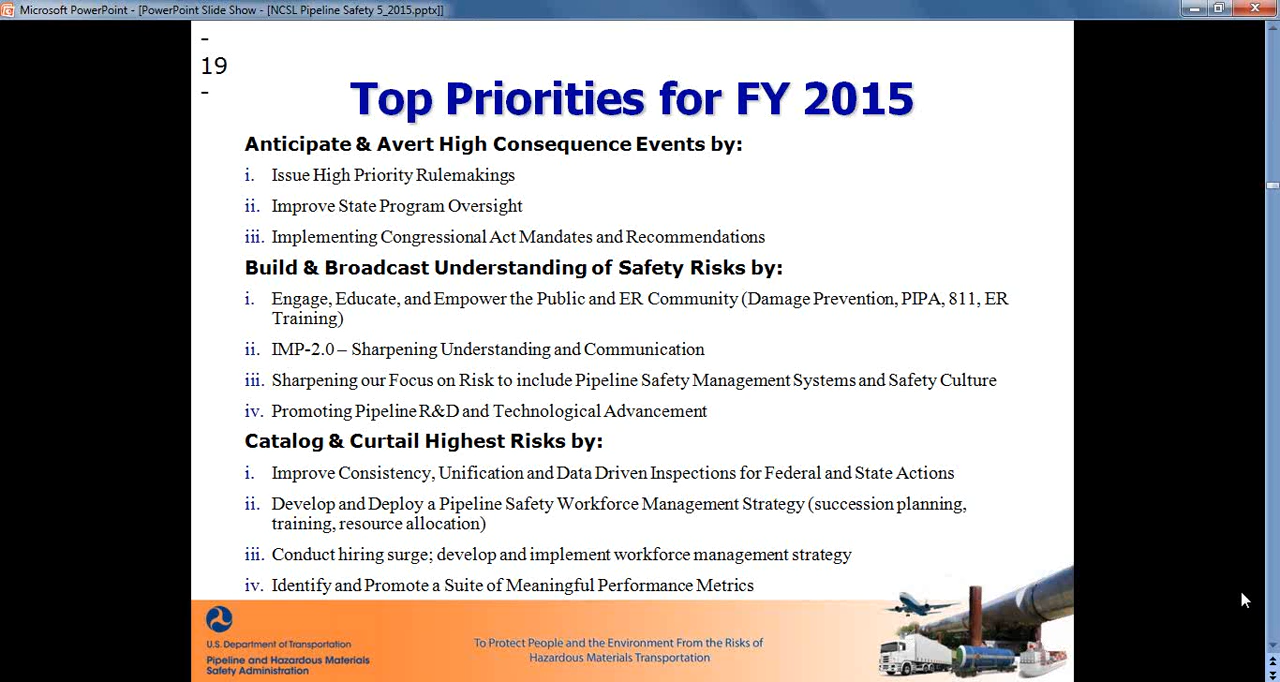 Microsoft PowerPoint - [PowerPoint Slide Show - [NCSL Pipeline Safety 5_2015.pptx]]
-
19
-
Top Priorities for FY 2015
Anticipate & Avert High Consequence Events by:
i. Issue High Priority Rulemakings
ii. Improve State Program Oversight
iii. Implementing Congressional Act Mandates and Recommendations
Build & Broadcast Understanding of Safety Risks by:
i. Engage, Educate, and Empower the Public and ER Community (Damage Prevention, PIPA, 811, ER
Training)
ii. IMP-2.0 – Sharpening Understanding and Communication
iii. Sharpening our Focus on Risk to include Pipeline Safety Management Systems and Safety Culture
iv. Promoting Pipeline R&D and Technological Advancement
Catalog & Curtail Highest Risks by:
i. Improve Consistency, Unification and Data Driven Inspections for Federal and State Actions
ii. Develop and Deploy a Pipeline Safety Workforce Management Strategy (succession planning,
training, resource allocation)
iii. Conduct hiring surge; develop and implement workforce management strategy
iv. Identify and Promote a Suite of Meaningful Performance Metrics
U.S. Department of Transportation
Pipeline and Hazardous Materials
Safety Administration
To Protect People and the Environment From the Risks of
Hazardous Materials Transportation